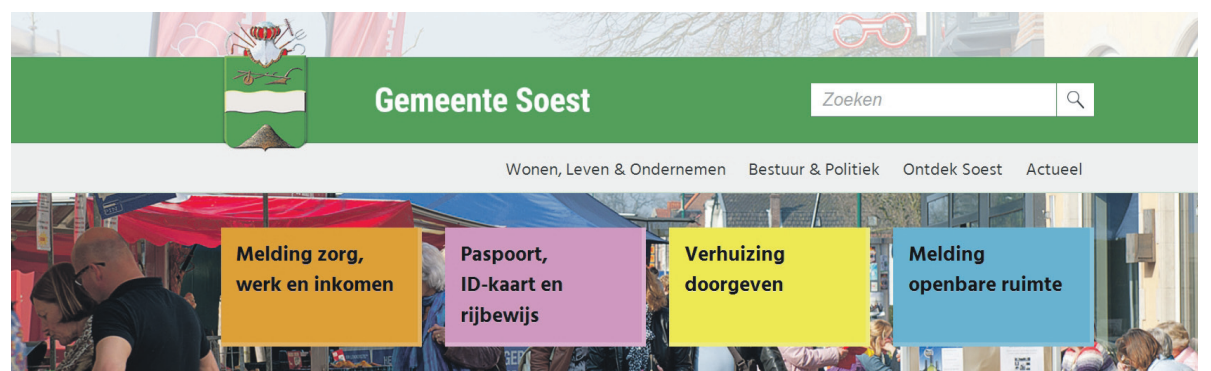 Gemeente Soest
Zoeken
Wonen, Leven & Ondernemen Bestuur & Politiek Ontdek Soest Actueel
Melding zorg,
werk en inkomen
Paspoort,
ID-kaart en
rijbewijs
Verhuizing
doorgeven
Melding
openbare ruimte